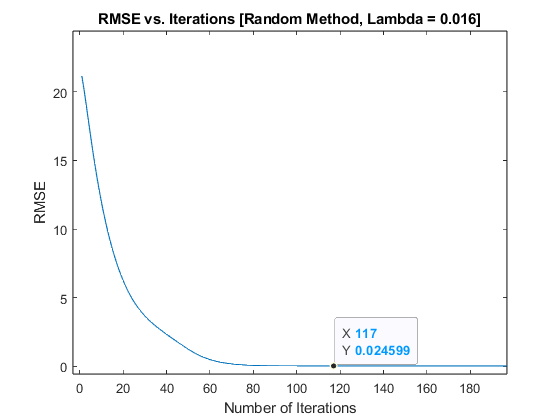 RMSE vs. Iterations [Random Method, Lambda = 0.016]
RMSE
20
15
10
5
0
X 117
Y 0.024599
0 20 40 60 80 100 120 140 160 180
Number of Iterations